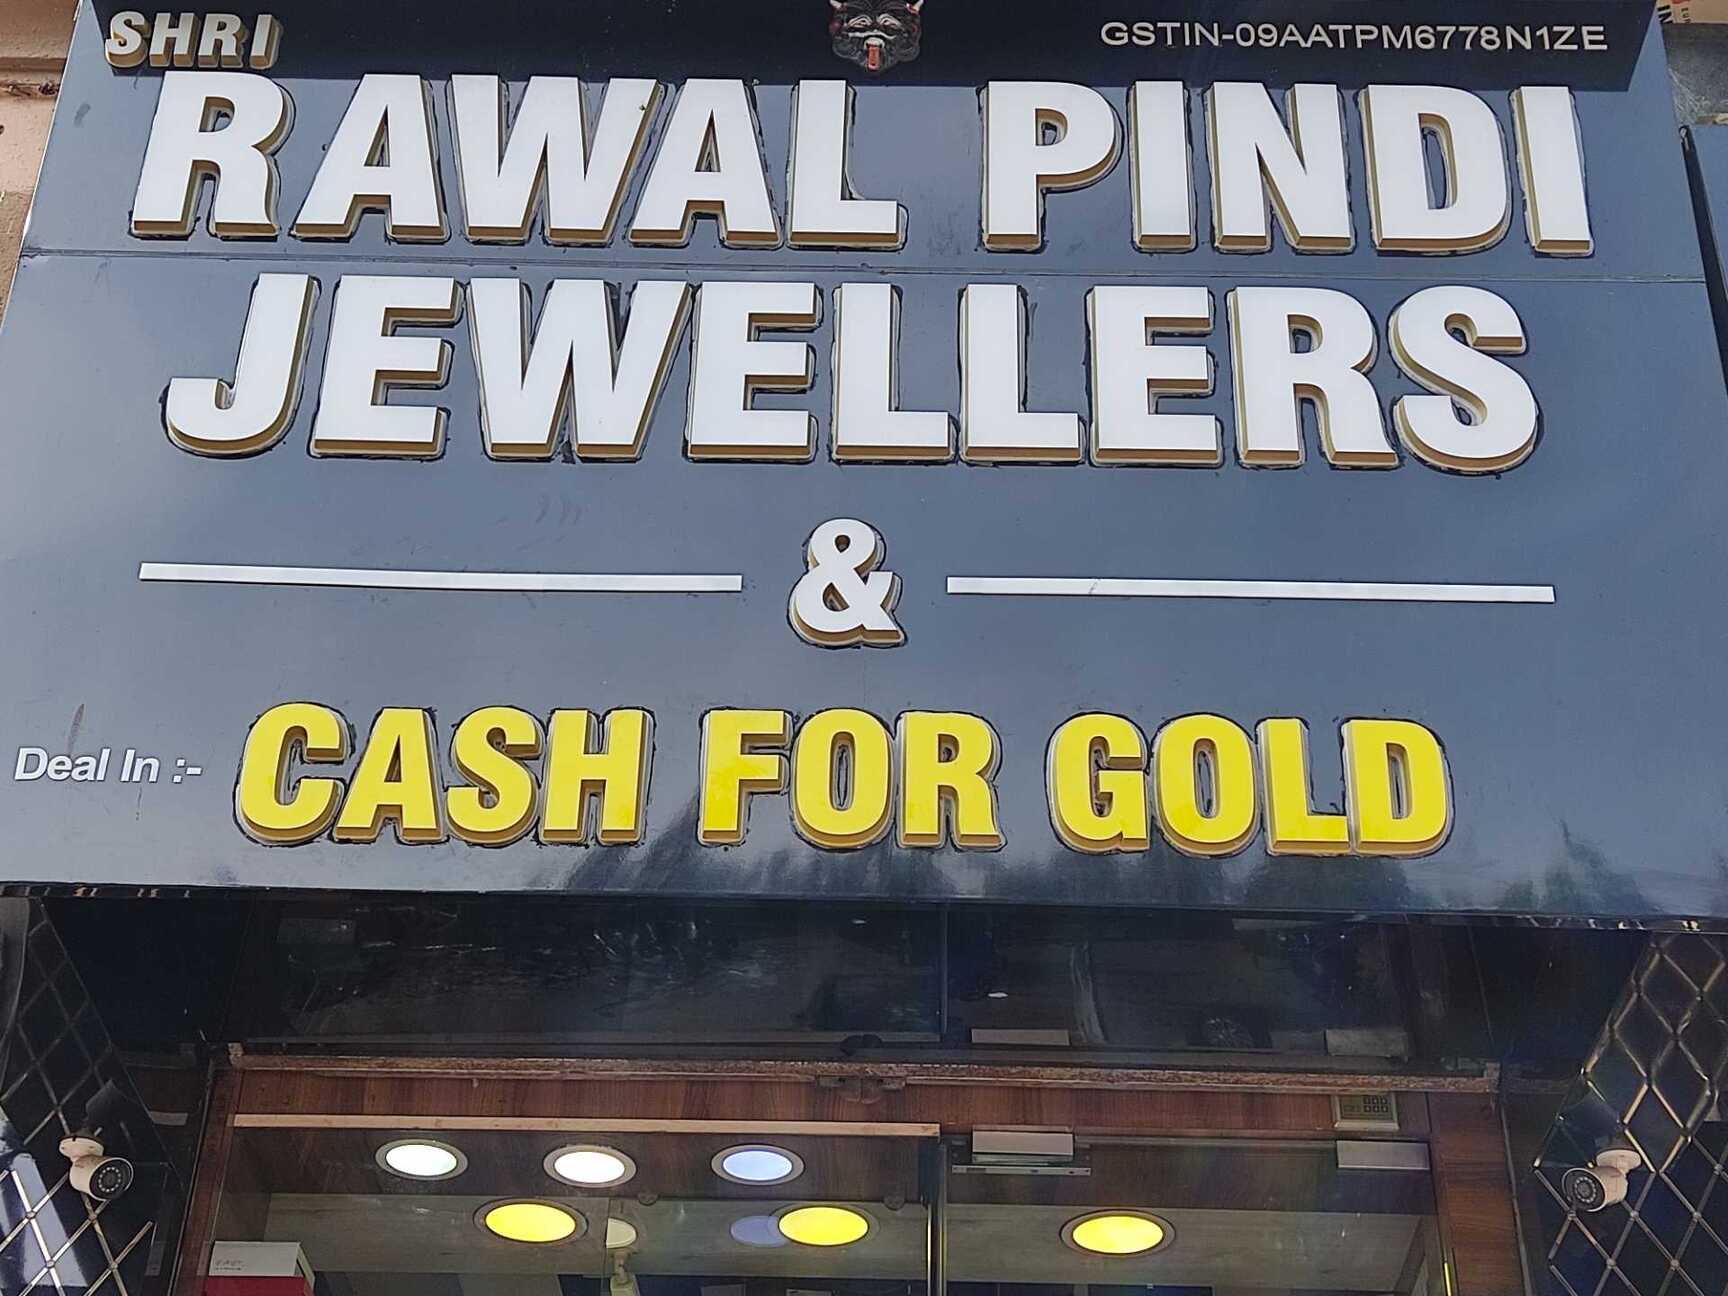 SHRI
GSTIN-09AATPM6778N1ZE
RAWAL PINDI
JEWELLERS
&
Deal In :- CASH FOR GOLD